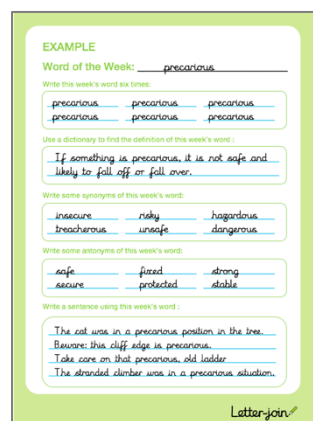 EXAMPLE
Word of the Week: precarious
Write this week's word six times:
precarious precarious precarious
precarious precarious precarious
Use a dictionary to find the definition of this week's word :
If something is precarious, it is not safe and
likely to fall off or fall over.
Write some synonyms of this week's word:
insecure risky hazardous
treacherous unsafe dangerous
Write some antonyms of this week's word:
safe fixed strong
secure protected stable
Write a sentence using this week's word :
The cat was in a precarious position in the tree.
Beware: this cliff edge is precarious.
Take care on that precarious, old ladder
The stranded climber was in a precarious situation.
Letter-join